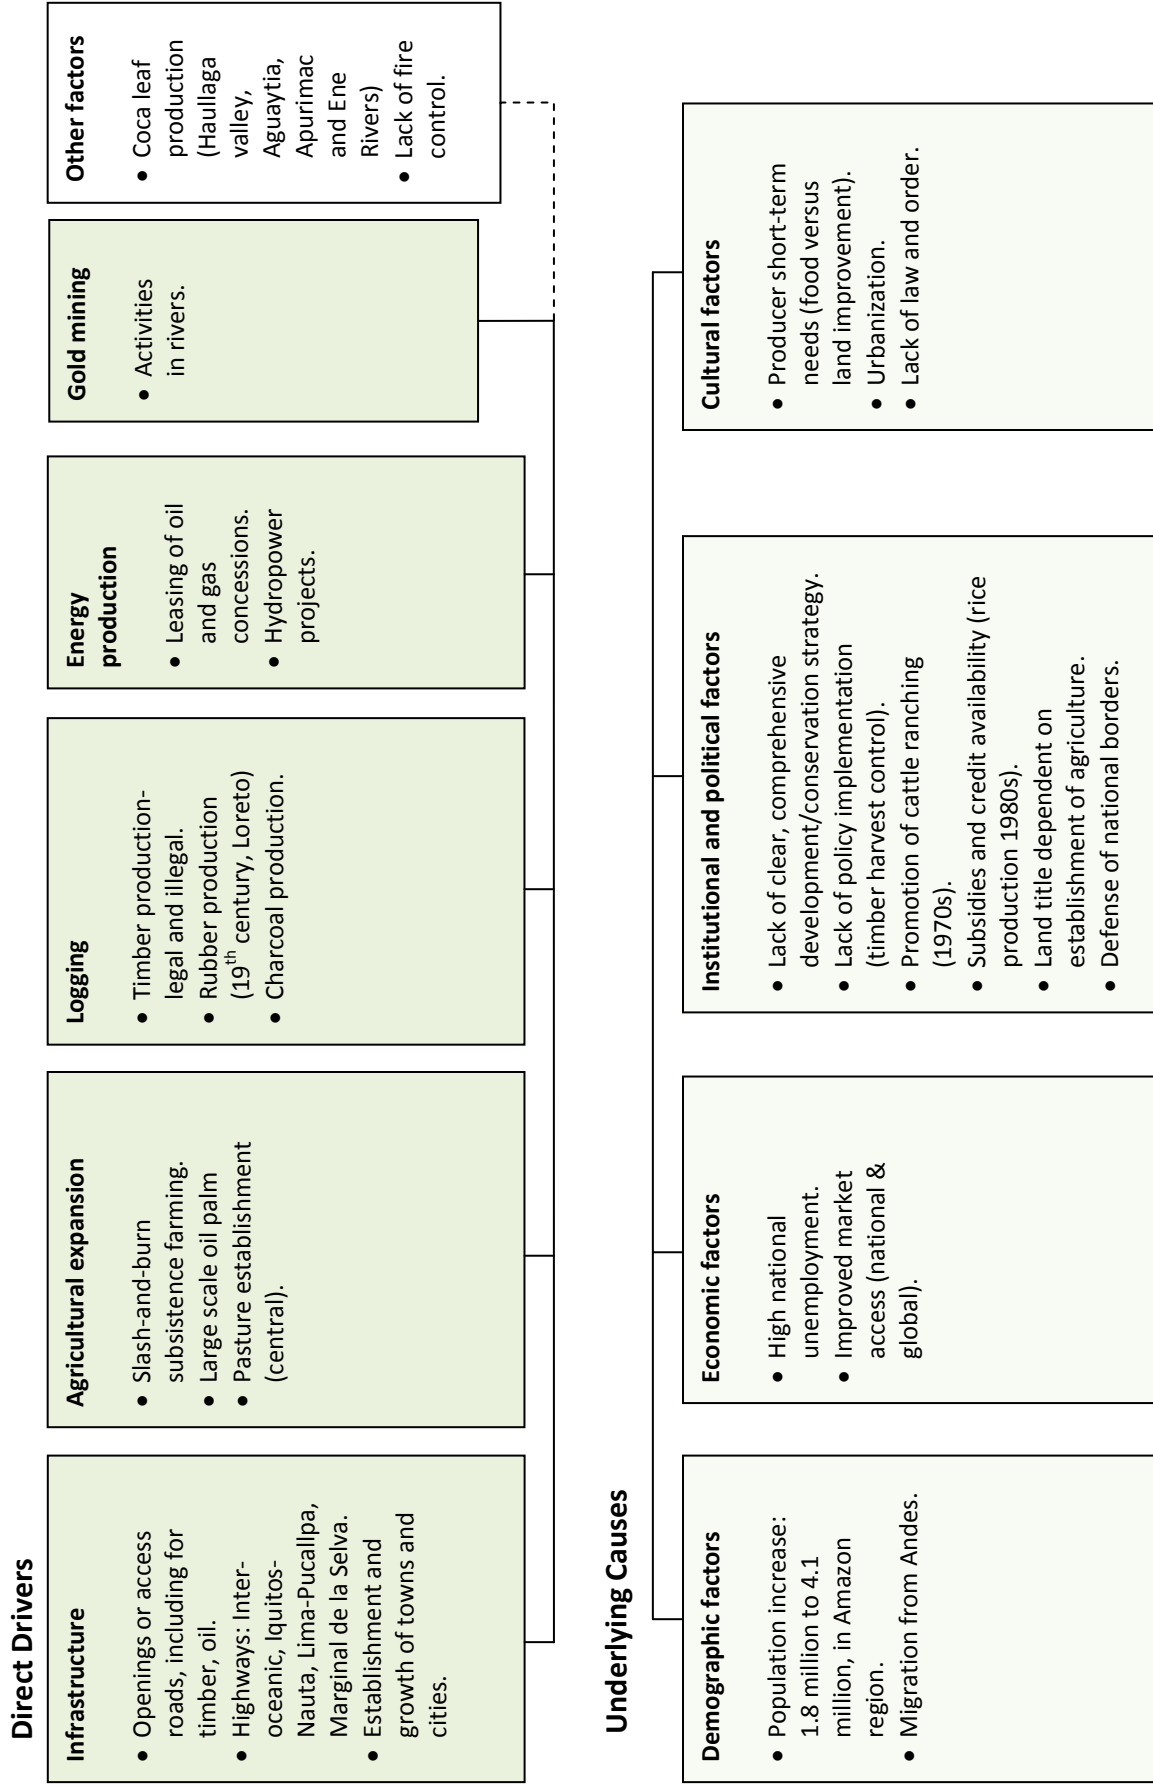 Direct Drivers
Infrastructure
• Openings or access
roads, including for
timber, oil.
• Highways: Inter-
oceanic, Iquitos-
Nauta, Lima-Pucallpa,
Marginal de la Selva.
• Establishment and
growth of towns and
cities.
Agricultural expansion
• Slash-and-burn
subsistence farming.
• Large scale oil palm
• Pasture establishment
(central).
Logging
• Timber production-
legal and illegal.
• Rubber production
(19th century, Loreto)
• Charcoal production.
Energy
production
• Leasing of oil
and gas
concessions.
• Hydropower
projects.
Gold mining
• Activities
in rivers.
Other factors
• Coca leaf
production
(Haullaga
valley,
Aguaytia,
Apurimac
and Ene
Rivers)
• Lack of fire
control.
Underlying Causes
Demographic factors
• Population increase:
1.8 million to 4.1
million, in Amazon
region.
• Migration from Andes.
Economic factors
• High national
unemployment.
• Improved market
access (national &
global).
Institutional and political factors
• Lack of clear, comprehensive
development/conservation strategy.
• Lack of policy implementation
(timber harvest control).
• Promotion of cattle ranching
(1970s).
• Subsidies and credit availability (rice
production 1980s).
• Land title dependent on
establishment of agriculture.
• Defense of national borders.
Cultural factors
• Producer short-term
needs (food versus
land improvement).
• Urbanization.
• Lack of law and order.